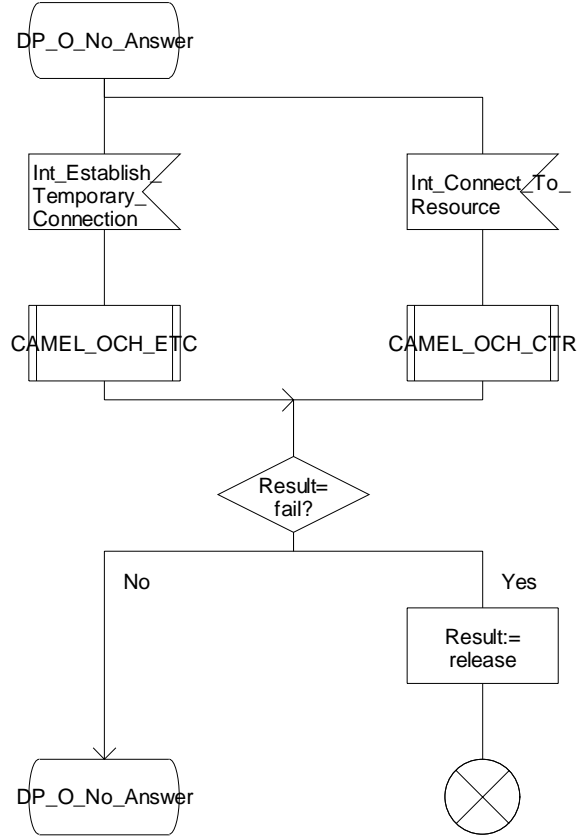 DP_O_No_Answer
Int_Establish_
Temporary_
Connection
Int_Connect_To_
Resource
CAMEL_OCH_ETC
CAMEL_OCH_CTR
Result=
fail?
No
Yes
Result:=
release
DP_O_No_Answer